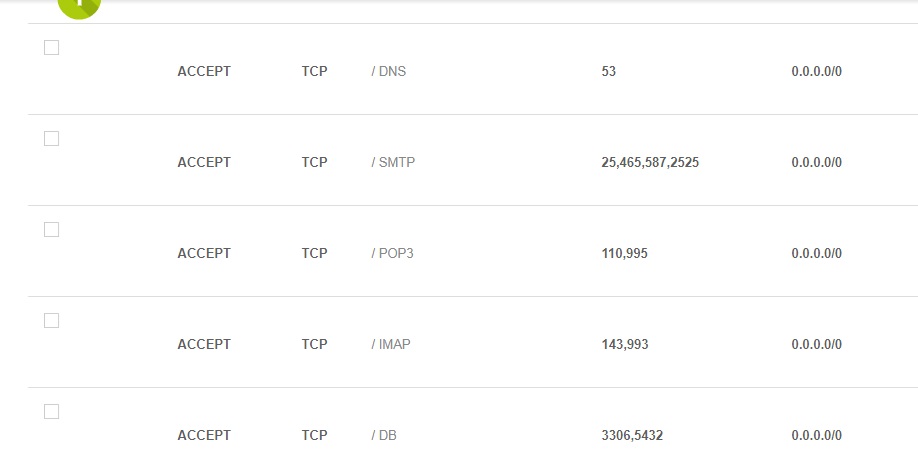 ACCEPT TCP / DNS 53 0.0.0.0/0
ACCEPT TCP / SMTP 25,465,587,2525 0.0.0.0/0
ACCEPT TCP / POP3 110,995 0.0.0.0/0
ACCEPT TCP / IMAP 143,993 0.0.0.0/0
ACCEPT TCP / DB 3306,5432 0.0.0.0/0